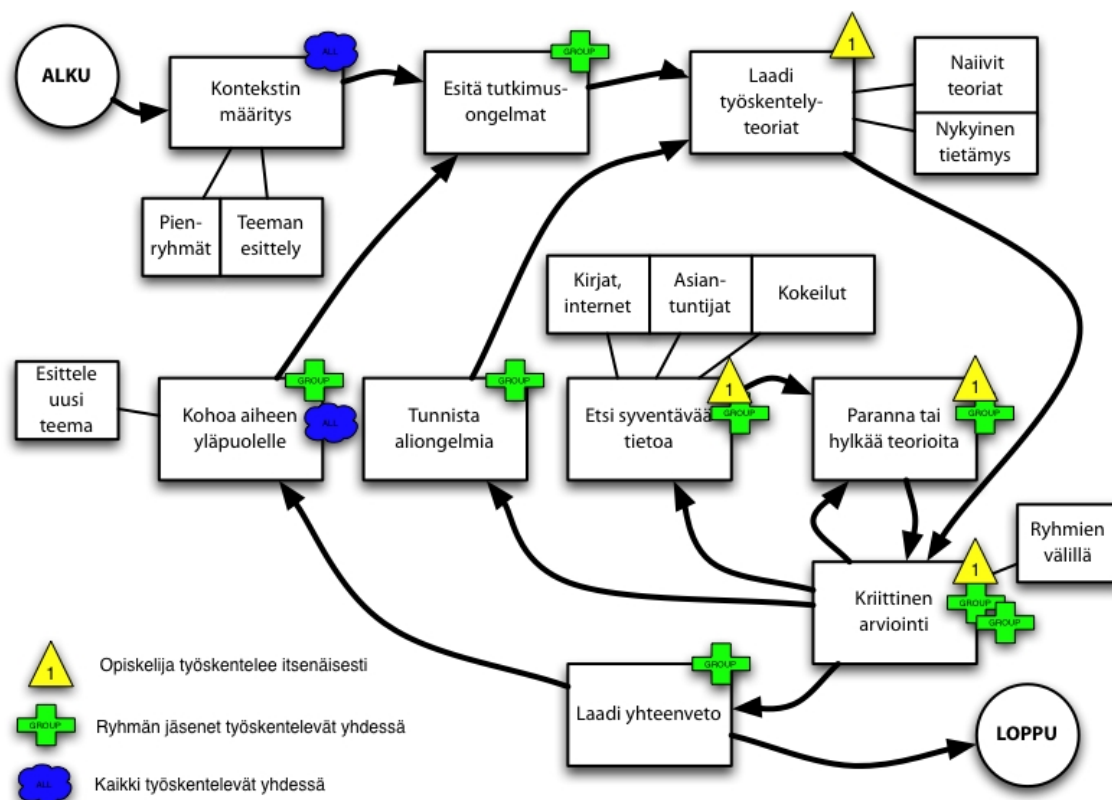 ALKU
Kontekstin
määritys
ALL
Pien-
ryhmät
Teeman
esittely
Esitä tutkimus-
ongelmat
GROUP
Laadi
työskentely-
teoriat
1
Naiivit
teoriat
Nykyinen
tietämys
Kirjat,
internet
Asian-
tuntijat
Kokeilut
Esittele
uusi
teema
Kohoa aiheen
yläpuolelle
GROUP
ALL
Tunnista
aliongelmia
GROUP
Etsi syventävää
tietoa
1
GROUP
Paranna tai
hylkää teorioita
1
GROUP
Ryhmien
välillä
Kriittinen
arviointi
1
GROUP
GROUP
Laadi yhteenveto
GROUP
LOPPU
1
Opiskelija työskentelee itsenäisesti
GROUP
Ryhmän jäsenet työskentelevät yhdessä
ALL
Kaikki työskentelevät yhdessä